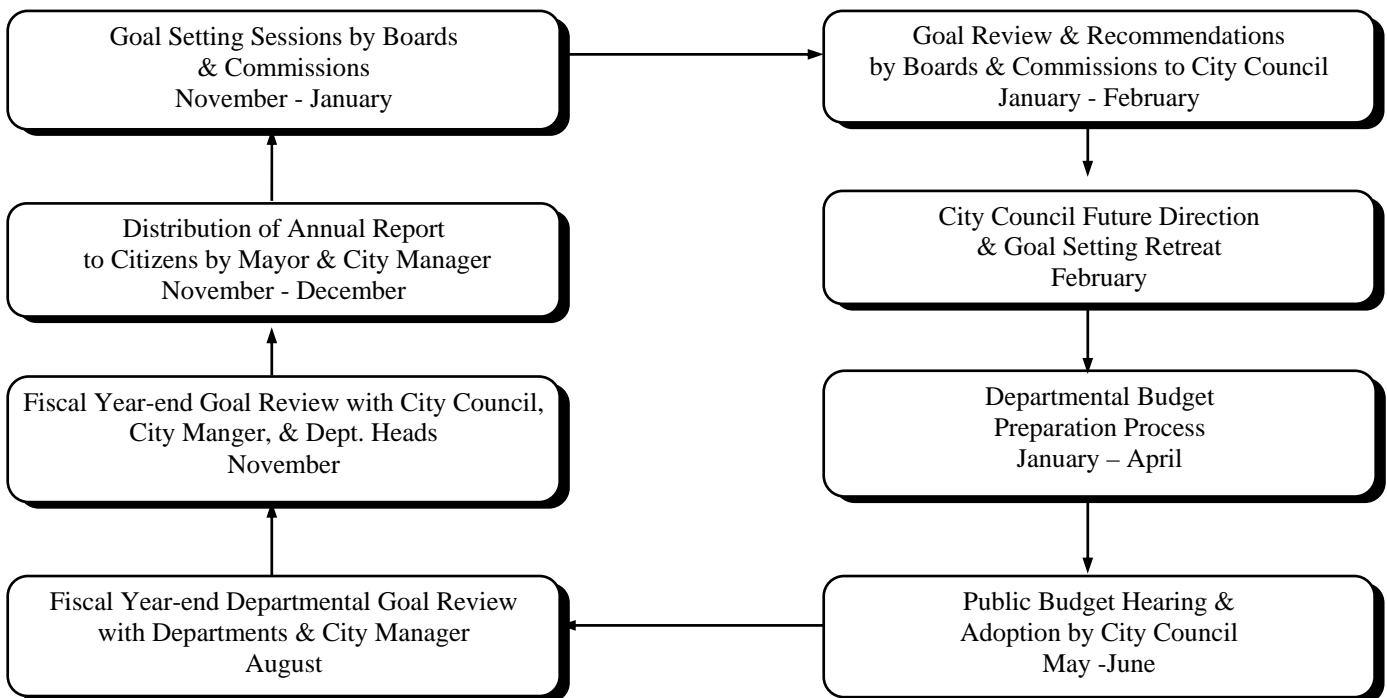 Goal Setting Sessions by Boards
& Commissions
November - January
Goal Review & Recommendations
by Boards & Commissions to City Council
January - February
City Council Future Direction
& Goal Setting Retreat
February
Departmental Budget
Preparation Process
January – April
Public Budget Hearing &
Adoption by City Council
May -June
Fiscal Year-end Departmental Goal Review
with Departments & City Manager
August
Fiscal Year-end Goal Review with City Council,
City Manger, & Dept. Heads
November
Distribution of Annual Report
to Citizens by Mayor & City Manager
November - December